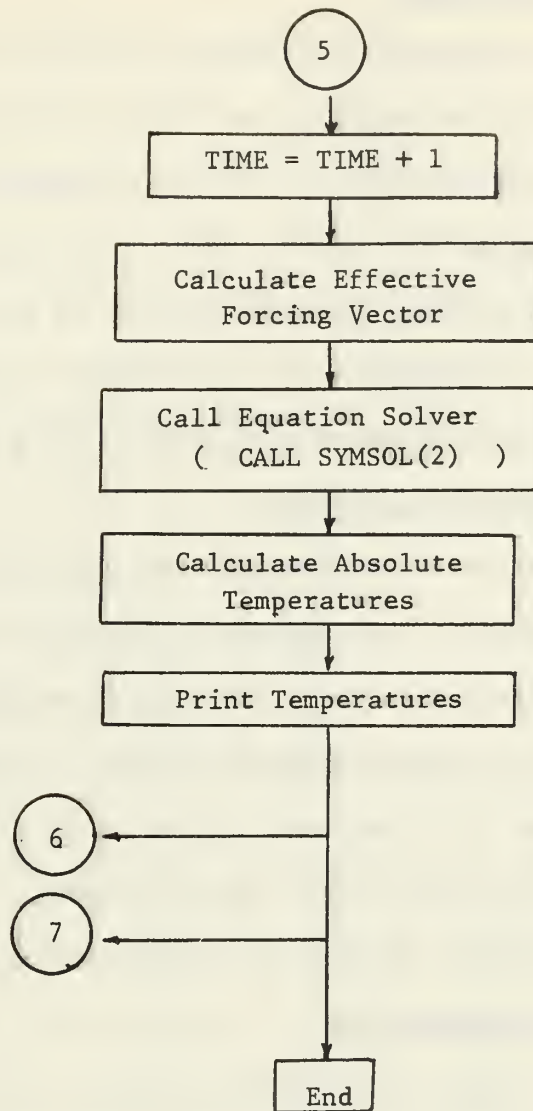 5
TIME = TIME + 1
Calculate Effective
Forcing Vector
Call Equation Solver
( CALL SYMSOL(2) )
Calculate Absolute
Temperatures
Print Temperatures
6
7
End